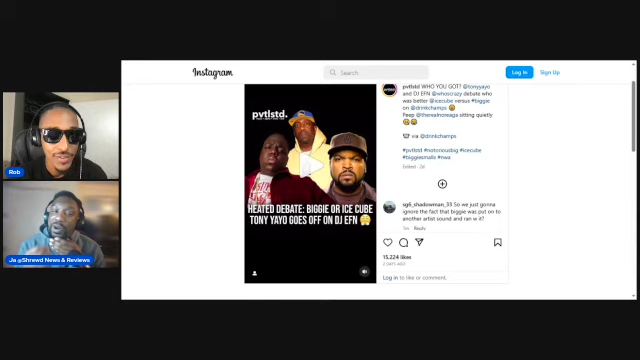 Instagram
Search
Log In
Sign Up
pvtlstd.
HEATED DEBATE: BIGGIE OR ICE CUBE
TONY YAYO GOES OFF ON DJ EFN
pvtlstd WHO YOU GOT? @tonyyayo
and DJ EFN @whoscrazy debate who
was better @icecube versus #biggie
on @drinkchamps
Peep @therealnoreaga sitting quietly
via @drinkchamps
#pvtlstd #notoriousbig #icecube
#biggiesmalls #nwa
Edited · 2d
sg6_shadowman_33 So we just gonna
ignore the fact that biggie was put on to
another artist sound and ran w it?
Reply
15,224 likes
2 DAYS AGO
Log in to like or comment.
Rob
Ja @Shrewd News & Reviews